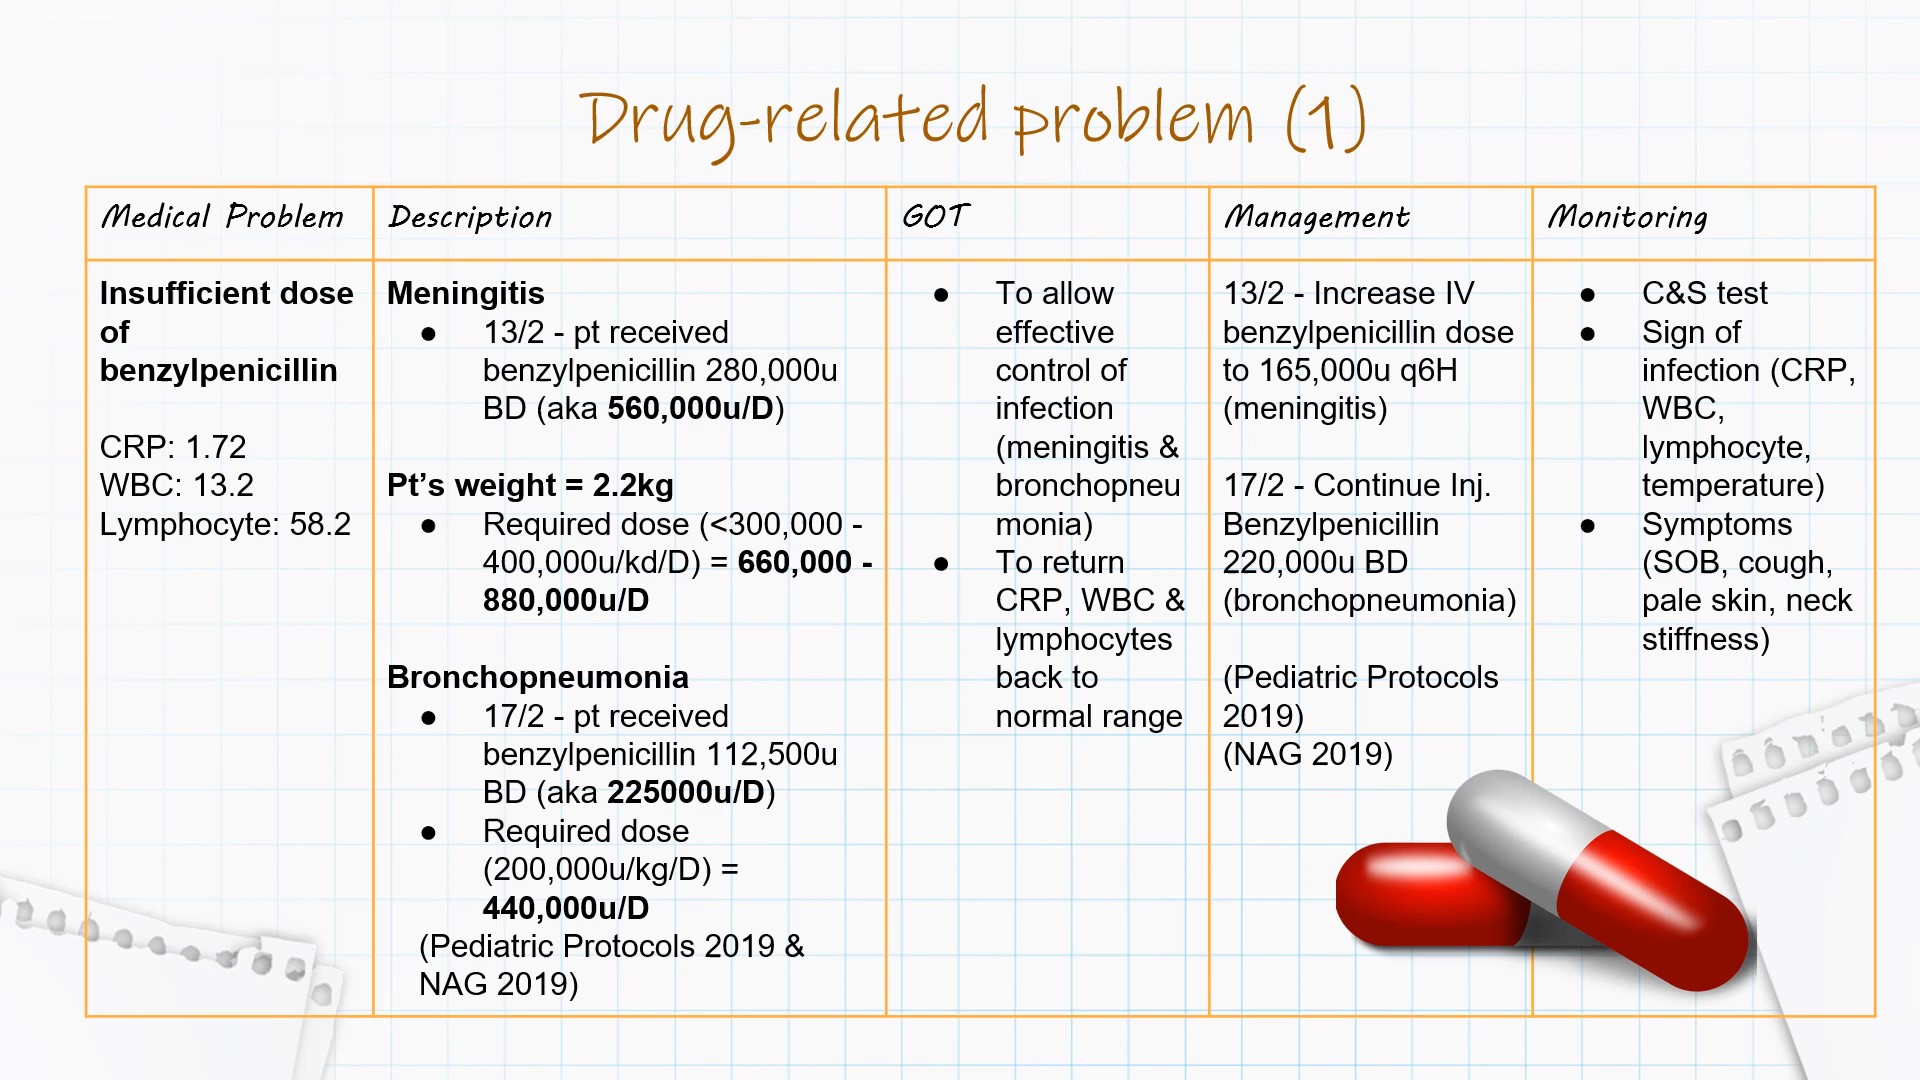 Drug-related problem (1)
Medical Problem
Description
GOT
Management
Monitoring
Insufficient dose
of
benzylpenicillin
CRP: 1.72
WBC: 13.2
Lymphocyte: 58.2
Meningitis
● 13/2 - pt received
benzylpenicillin 280,000u
BD (aka 560,000u/D)
Pt’s weight = 2.2kg
● Required dose (<300,000 -
400,000u/kd/D) = 660,000 -
880,000u/D
Bronchopneumonia
● 17/2 - pt received
benzylpenicillin 112,500u
BD (aka 225000u/D)
● Required dose
(200,000u/kg/D) =
440,000u/D
(Pediatric Protocols 2019 &
NAG 2019)
● To allow
effective
control of
infection
(meningitis &
bronchopneu
monia)
● To return
CRP, WBC &
lymphocytes
back to
normal range
13/2 - Increase IV
benzylpenicillin dose
to 165,000u q6H
(meningitis)
17/2 - Continue Inj.
Benzylpenicillin
220,000u BD
(bronchopneumonia)
(Pediatric Protocols
2019)
(NAG 2019)
● C&S test
● Sign of
infection (CRP,
WBC,
lymphocyte,
temperature)
● Symptoms
(SOB, cough,
pale skin, neck
stiffness)